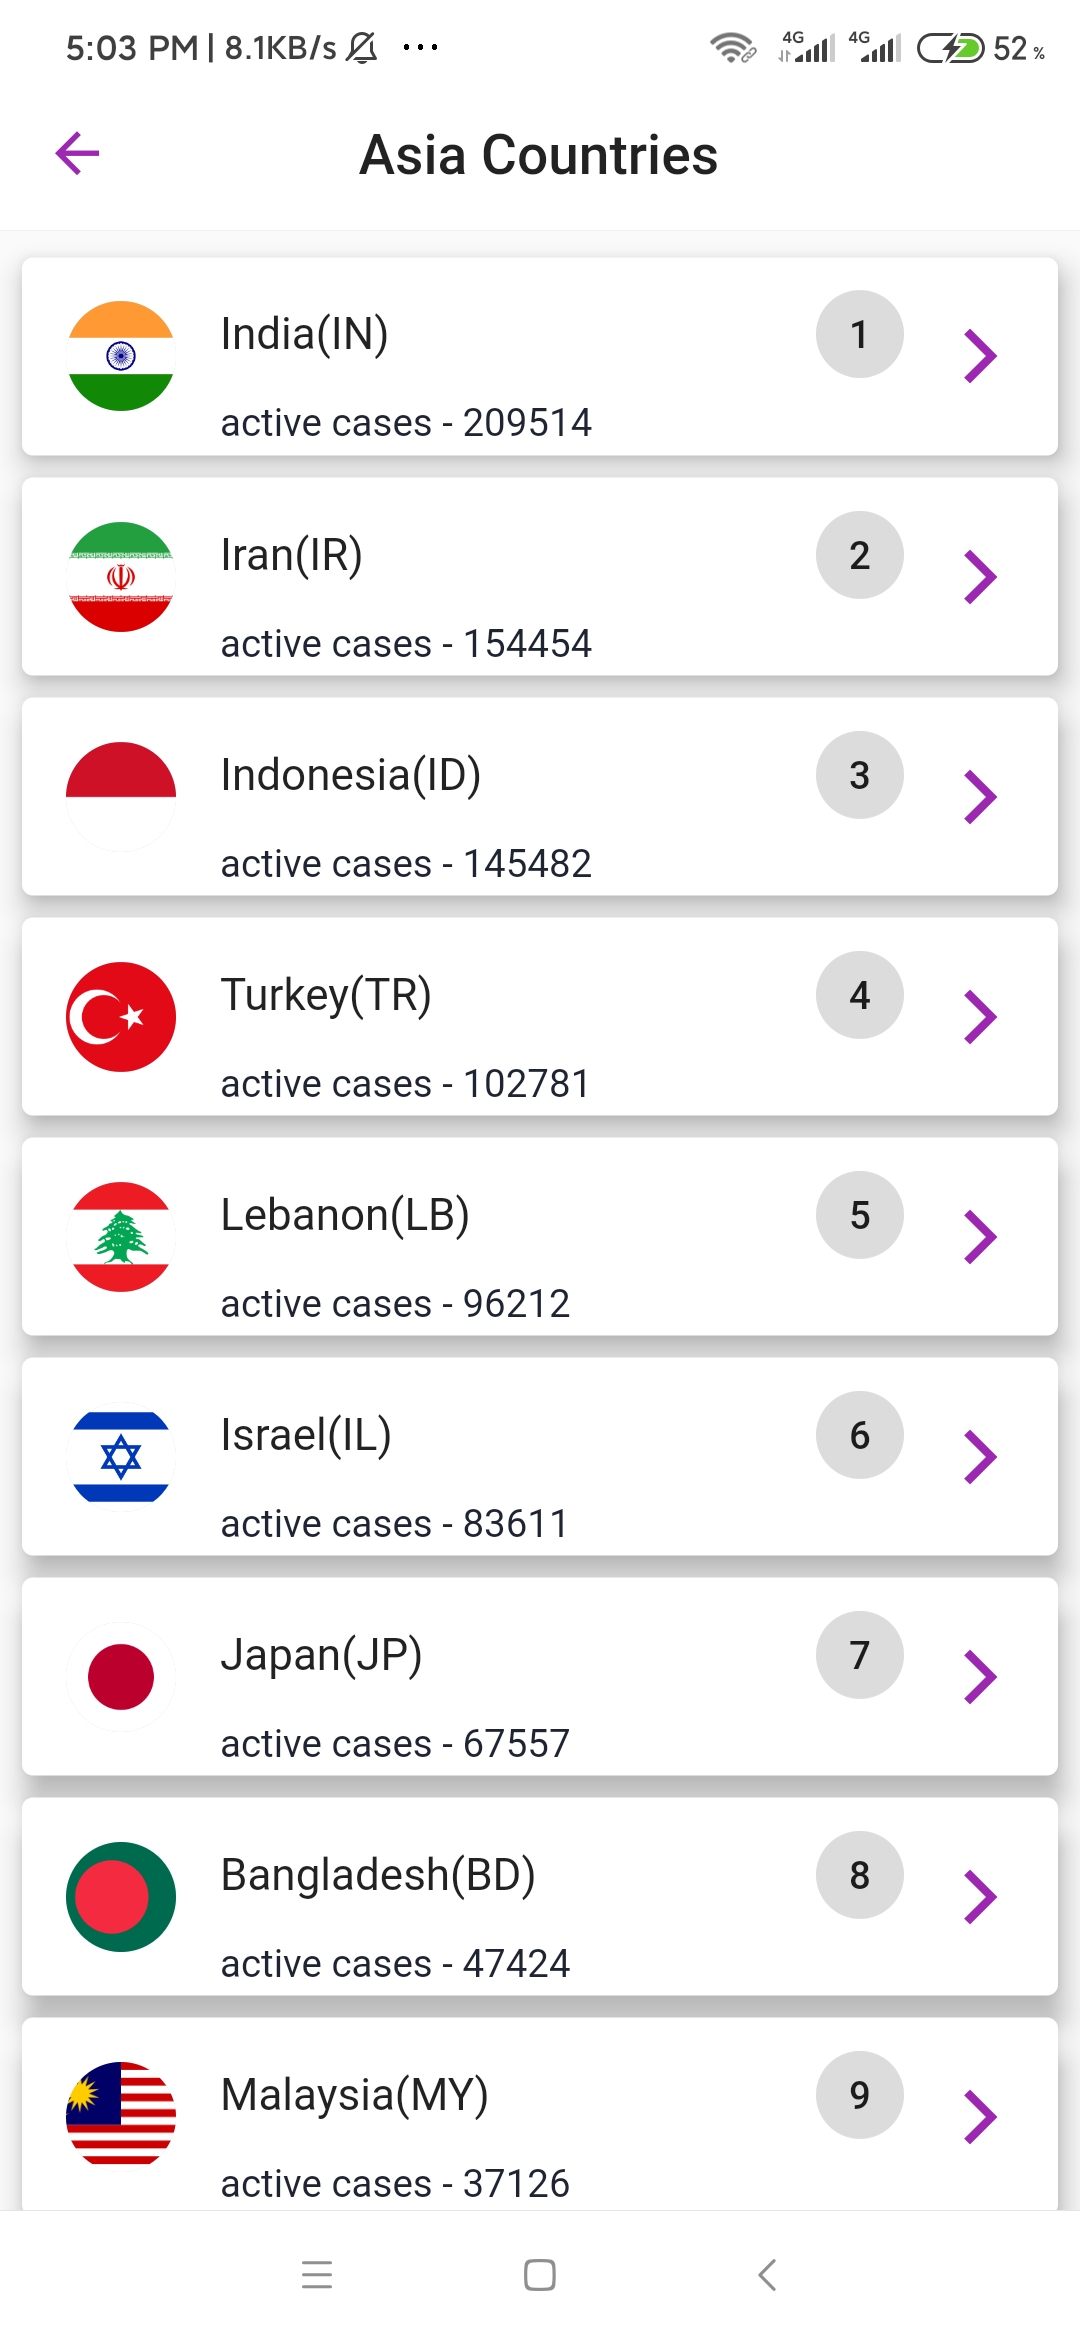 5:03 PM | 8.1KB/s ... 4G 4G 52 %
Asia Countries
India(IN) 1
active cases - 209514
Iran(IR) 2
active cases - 154454
Indonesia(ID) 3
active cases - 145482
Turkey(TR) 4
active cases - 102781
Lebanon(LB) 5
active cases - 96212
Israel(IL) 6
active cases - 83611
Japan(JP) 7
active cases - 67557
Bangladesh(BD) 8
active cases - 47424
Malaysia(MY) 9
active cases - 37126